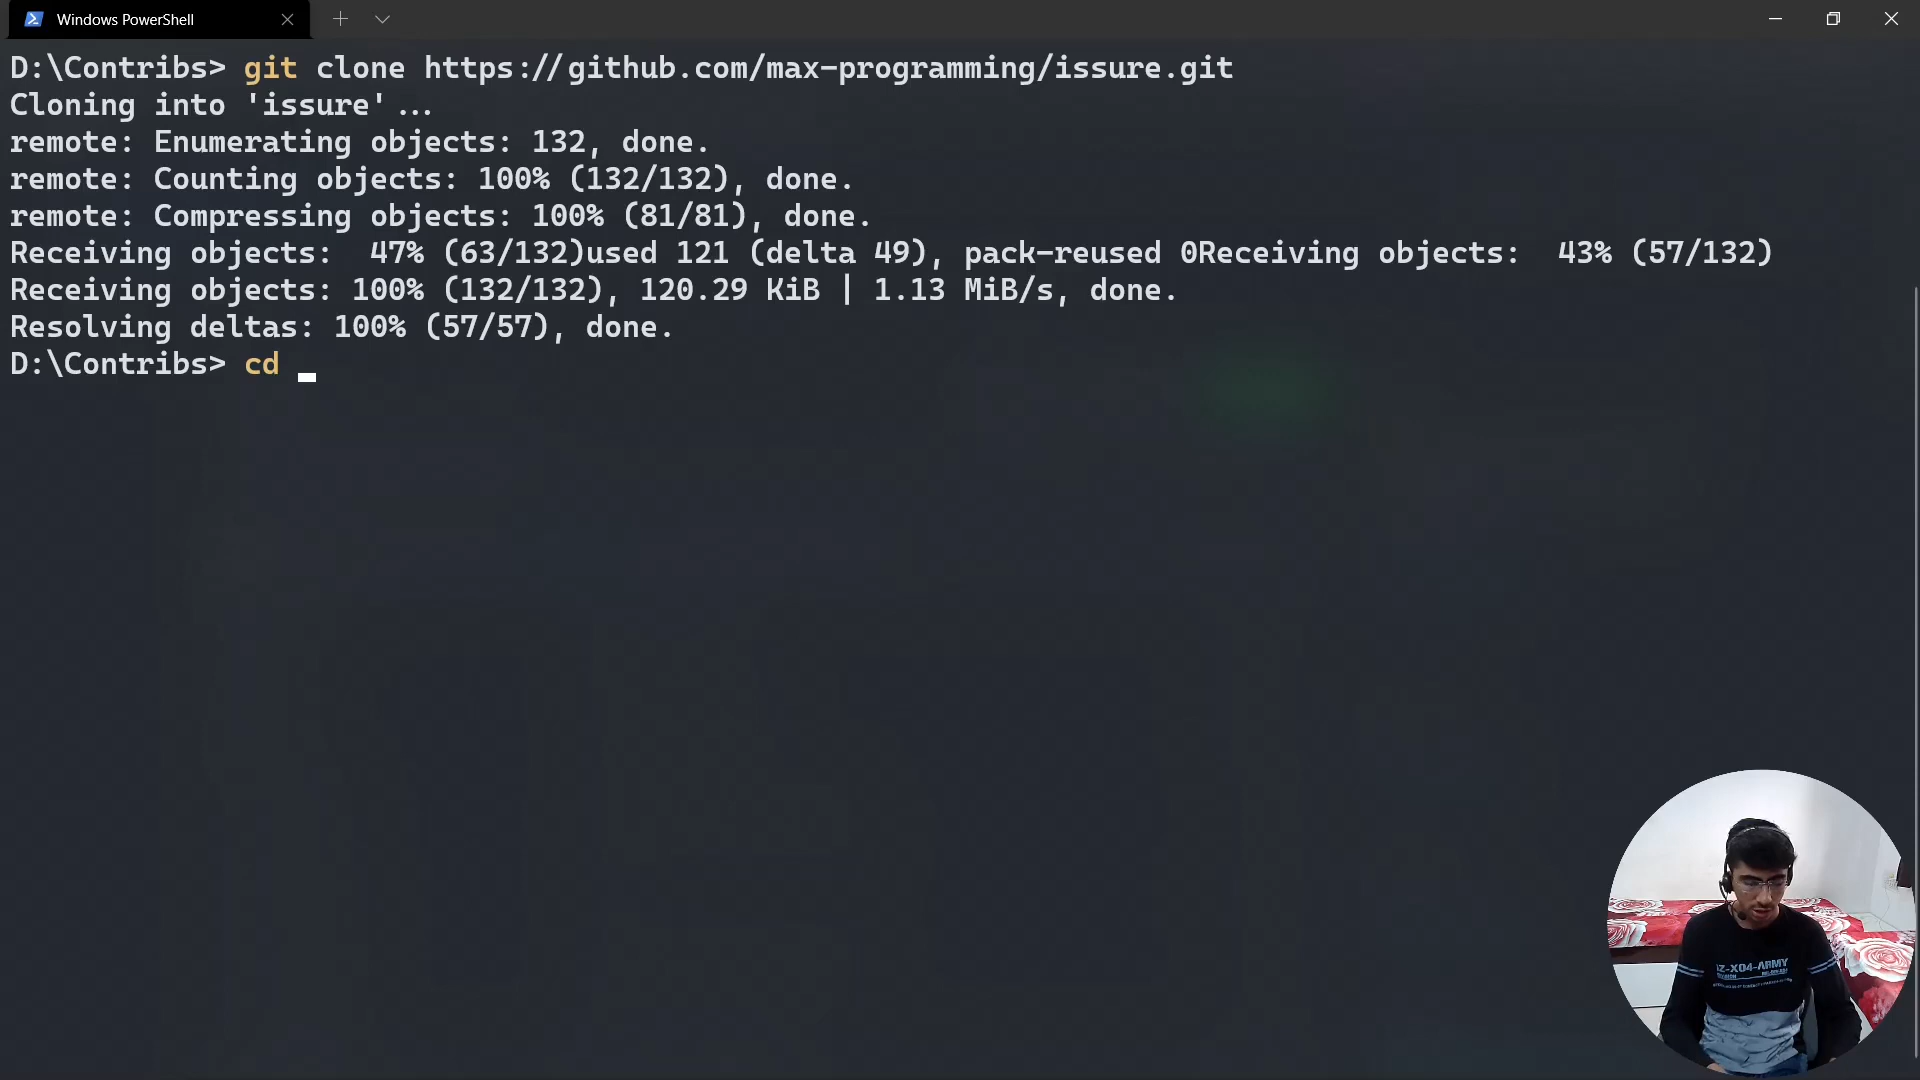 Windows PowerShell
D:\Contribs> git clone https://github.com/max-programming/issure.git
Cloning into 'issure'...
remote: Enumerating objects: 132, done.
remote: Counting objects: 100% (132/132), done.
remote: Compressing objects: 100% (81/81), done.
Receiving objects:  47% (63/132)used 121 (delta 49), pack-reused 0Receiving objects:  43% (57/132)
Receiving objects: 100% (132/132), 120.29 KiB | 1.13 MiB/s, done.
Resolving deltas: 100% (57/57), done.
D:\Contribs> cd